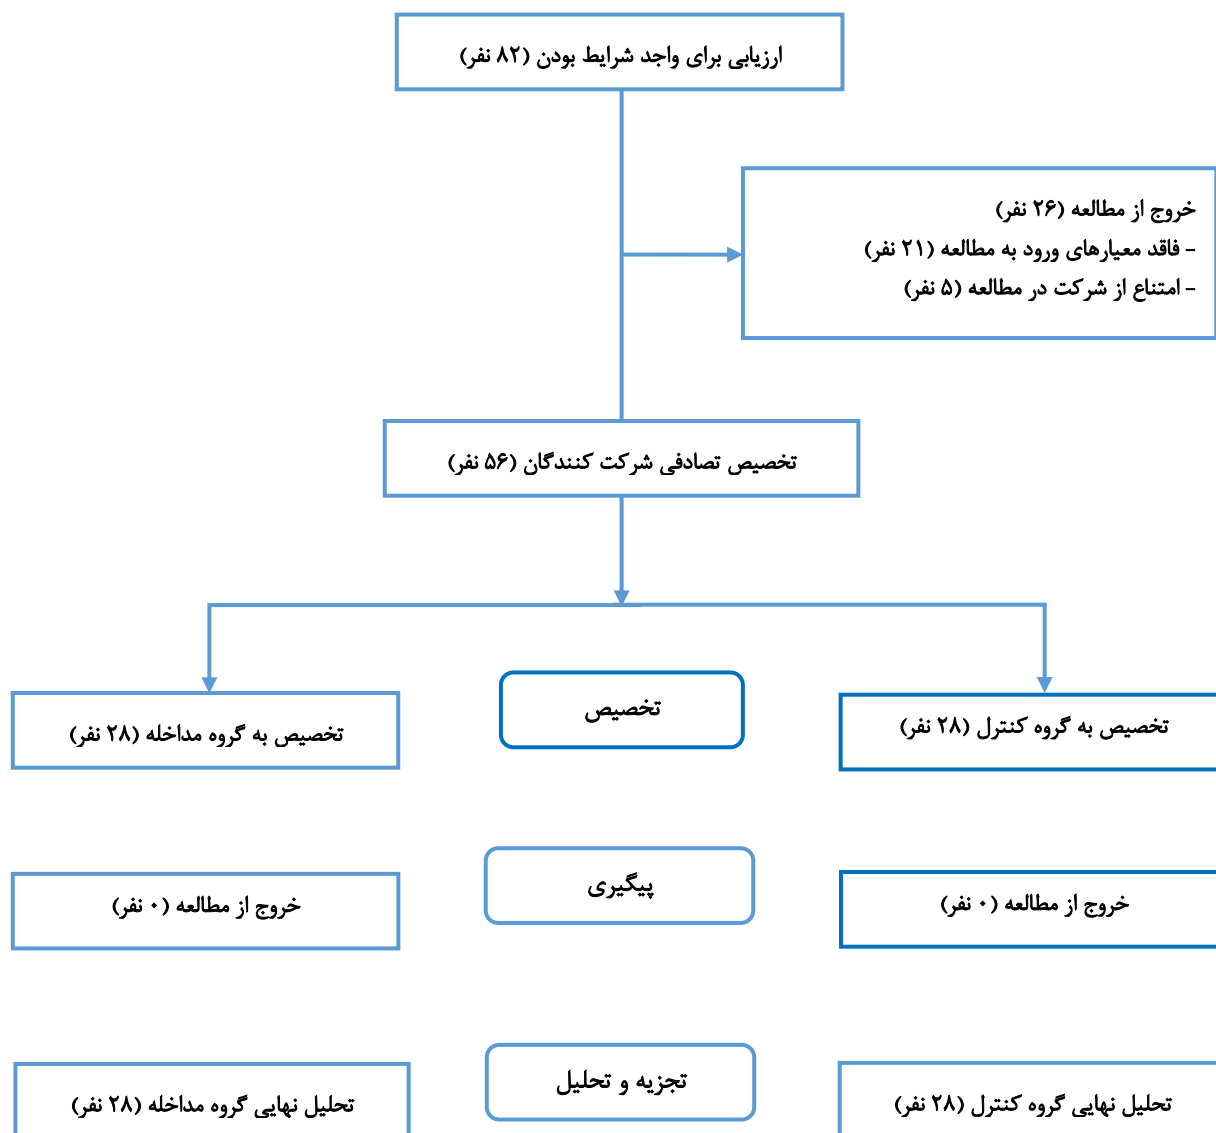 ارزیابی برای واجد شرایط بودن (۸۲ نفر)
خروج از مطالعه (۲۶ نفر)
- فاقد معیارهای ورود به مطالعه (۲۱ نفر)
- امتناع از شرکت در مطالعه (۵ نفر)
تخصیص تصادفی شرکت کنندگان (۵۶ نفر)
تخصیص به گروه کنترل (۲۸ نفر)
تخصیص
تخصیص به گروه مداخله (۲۸ نفر)
خروج از مطالعه (۰ نفر)
پیگیری
خروج از مطالعه (۰ نفر)
تحلیل نهایی گروه کنترل (۲۸ نفر)
تجزیه و تحلیل
تحلیل نهایی گروه مداخله (۲۸ نفر)